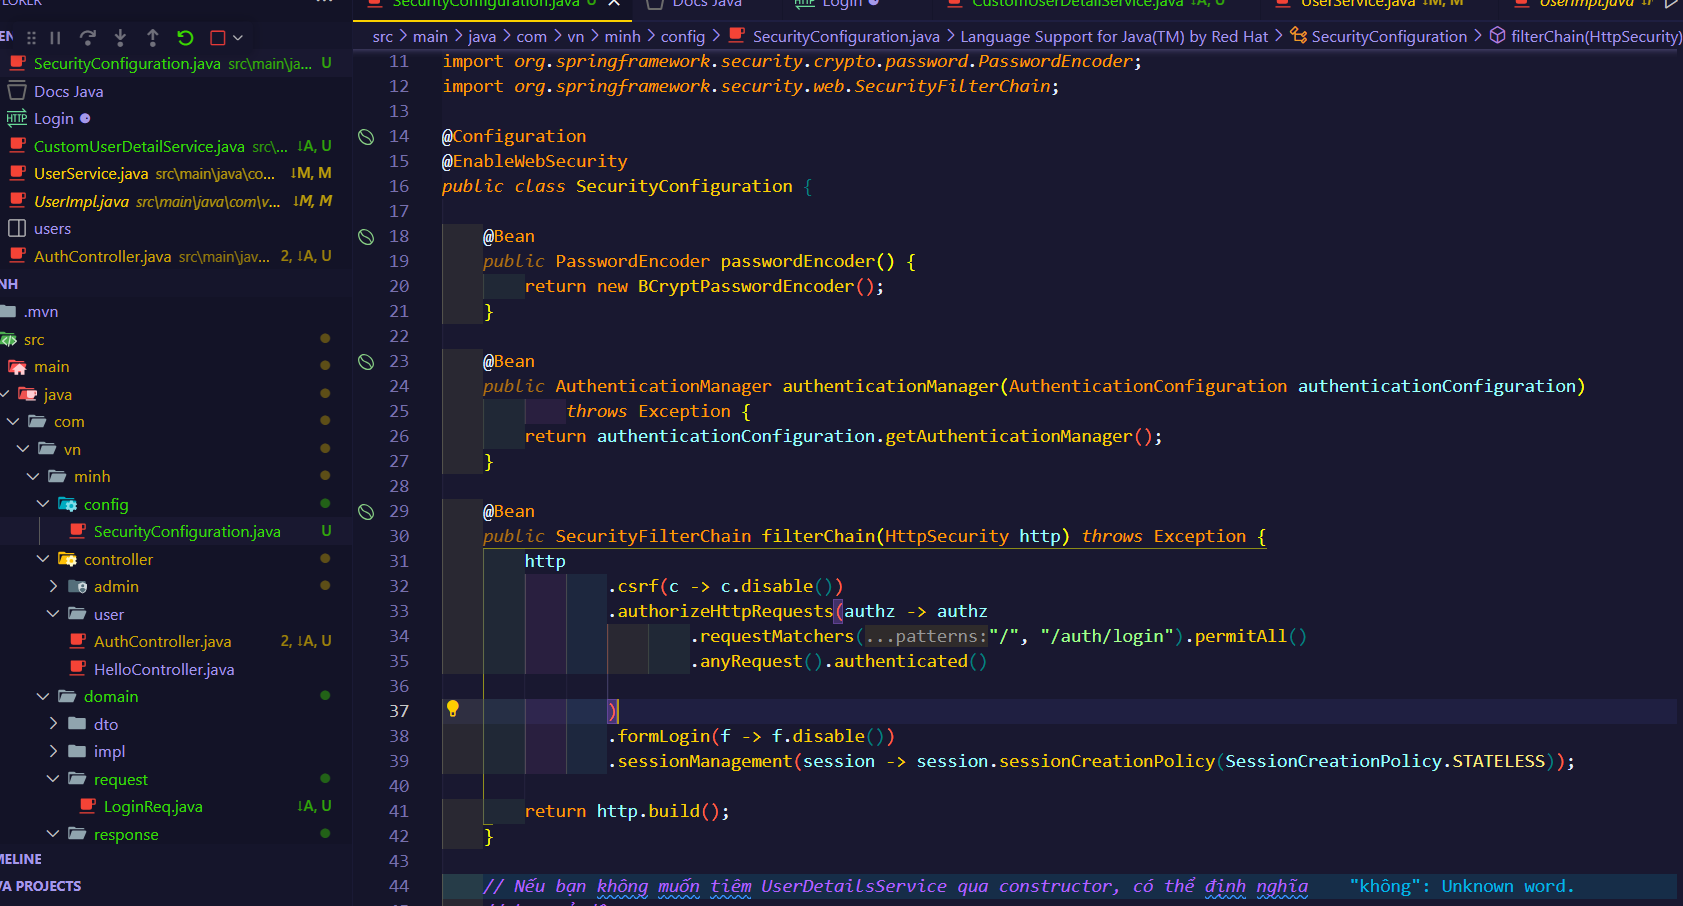 LORER ...
SecurityConfiguration.java U
Docs Java
HTTP Login
CustomUserDetailService.java ↓A, U
UserService.java ↓M, M
UserImpl.java
EN
src > main > java > com > vn > minh > config > SecurityConfiguration.java > Language Support for Java(TM) by Red Hat > SecurityConfiguration > filterChain(HttpSecurity)
SecurityConfiguration.java src\main\ja... U
Docs Java
HTTP Login
CustomUserDetailService.java src\... ↓A, U
UserService.java src\main\java\co... ↓M, M
UserImpl.java src\main\java\com\v... ↓M, M
users
AuthController.java src\main\jav... 2, ↓A, U
NH
.mvn
src
main
java
com
vn
minh
config
SecurityConfiguration.java U
controller
admin
user
AuthController.java 2, ↓A, U
HelloController.java
domain
dto
impl
request
LoginReq.java ↓A, U
response
MELINE
VA PROJECTS
11 import org.springframework.security.crypto.password.PasswordEncoder;
12 import org.springframework.security.web.SecurityFilterChain;
13
14 @Configuration
15 @EnableWebSecurity
16 public class SecurityConfiguration {
17
18 @Bean
19 public PasswordEncoder passwordEncoder() {
20 return new BCryptPasswordEncoder();
21 }
22
23 @Bean
24 public AuthenticationManager authenticationManager(AuthenticationConfiguration authenticationConfiguration)
25 throws Exception {
26 return authenticationConfiguration.getAuthenticationManager();
27 }
28
29 @Bean
30 public SecurityFilterChain filterChain(HttpSecurity http) throws Exception {
31 http
32 .csrf(c -> c.disable())
33 .authorizeHttpRequests(authz -> authz
34 .requestMatchers(...patterns:"/", "/auth/login").permitAll()
35 .anyRequest().authenticated()
36
37 )
38 .formLogin(f -> f.disable())
39 .sessionManagement(session -> session.sessionCreationPolicy(SessionCreationPolicy.STATELESS));
40
41 return http.build();
42 }
43
44 // Nếu bạn không muốn tiêm UserDetailsService qua constructor, có thể định nghĩa "không": Unknown word.